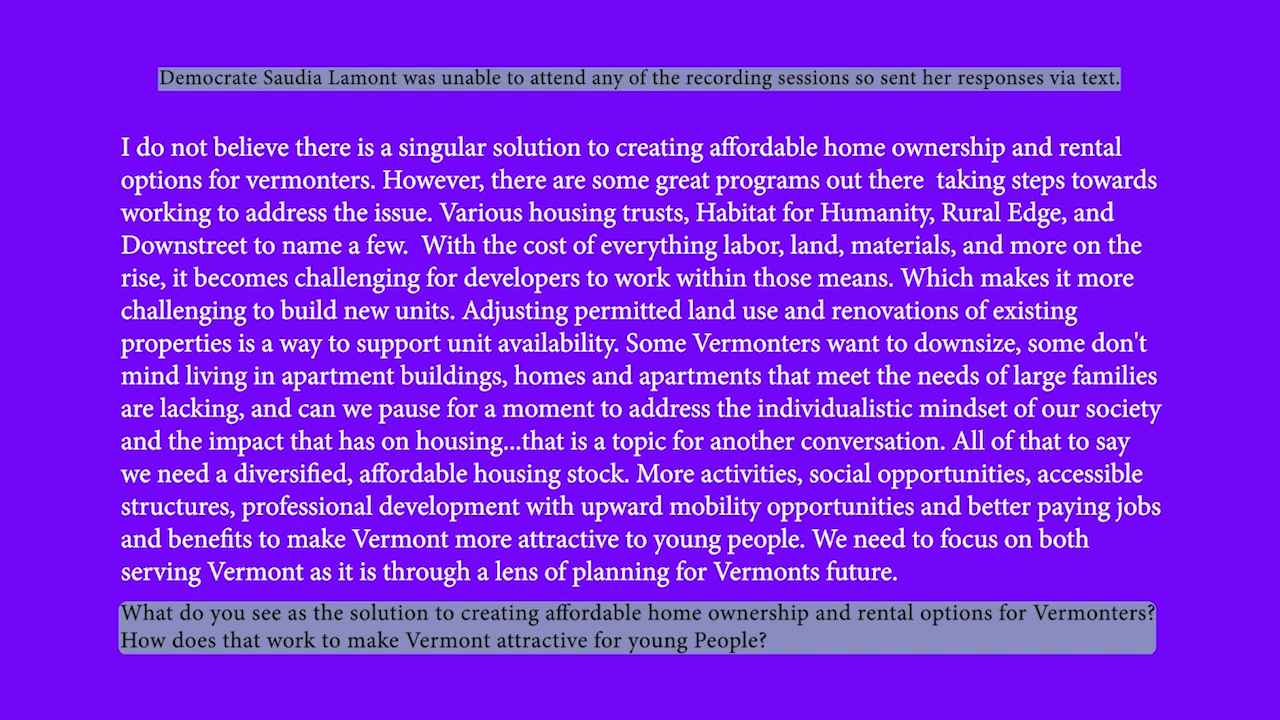 Democrate Saudia Lamont was unable to attend any of the recording sessions so sent her responses via text.
I do not believe there is a singular solution to creating affordable home ownership and rental
options for vermonters. However, there are some great programs out there  taking steps towards
working to address the issue. Various housing trusts, Habitat for Humanity, Rural Edge, and
Downstreet to name a few.  With the cost of everything labor, land, materials, and more on the
rise, it becomes challenging for developers to work within those means. Which makes it more
challenging to build new units. Adjusting permitted land use and renovations of existing
properties is a way to support unit availability. Some Vermonters want to downsize, some don't
mind living in apartment buildings, homes and apartments that meet the needs of large families
are lacking, and can we pause for a moment to address the individualistic mindset of our society
and the impact that has on housing...that is a topic for another conversation. All of that to say
we need a diversified, affordable housing stock. More activities, social opportunities, accessible
structures, professional development with upward mobility opportunities and better paying jobs
and benefits to make Vermont more attractive to young people. We need to focus on both
serving Vermont as it is through a lens of planning for Vermonts future.
What do you see as the solution to creating affordable home ownership and rental options for Vermonters?
How does that work to make Vermont attractive for young People?